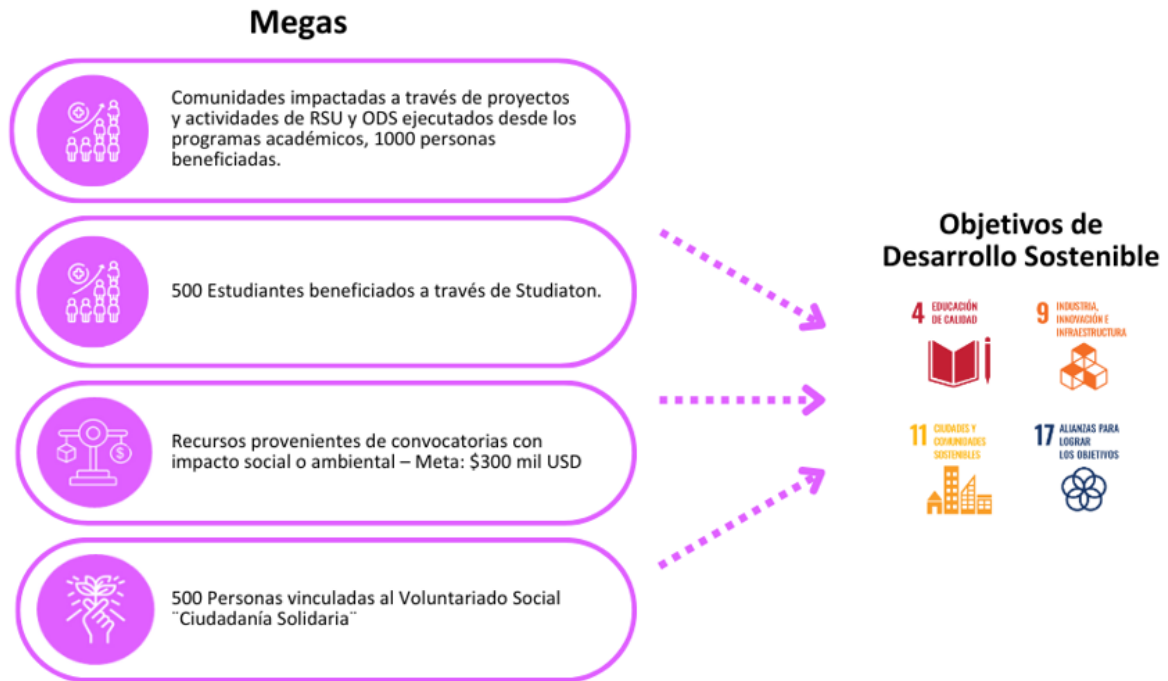 Megas
Comunidades impactadas a través de proyectos
y actividades de RSU y ODS ejecutados desde los
programas académicos, 1000 personas
beneficiadas.
500 Estudiantes beneficiados a través de Studiaton.
Recursos provenientes de convocatorias con
impacto social o ambiental – Meta: $300 mil USD
500 Personas vinculadas al Voluntariado Social
¨Ciudadanía Solidaria¨
Objetivos de
Desarrollo Sostenible
4 EDUCACIÓN
DE CALIDAD
9 INDUSTRIA,
INNOVACIÓN E
INFRAESTRUCTURA
11 CIUDADES Y
COMUNIDADES
SOSTENIBLES
17 ALIANZAS PARA
LOGRAR
LOS OBJETIVOS